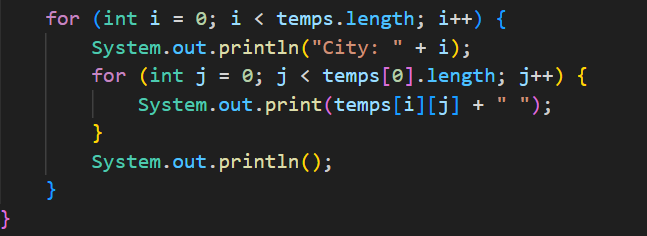 for (int i = 0; i < temps.length; i++) {
System.out.println("City: " + i);
for (int j = 0; j < temps[0].length; j++) {
System.out.print(temps[i][j] + " ");
}
System.out.println();
}
}